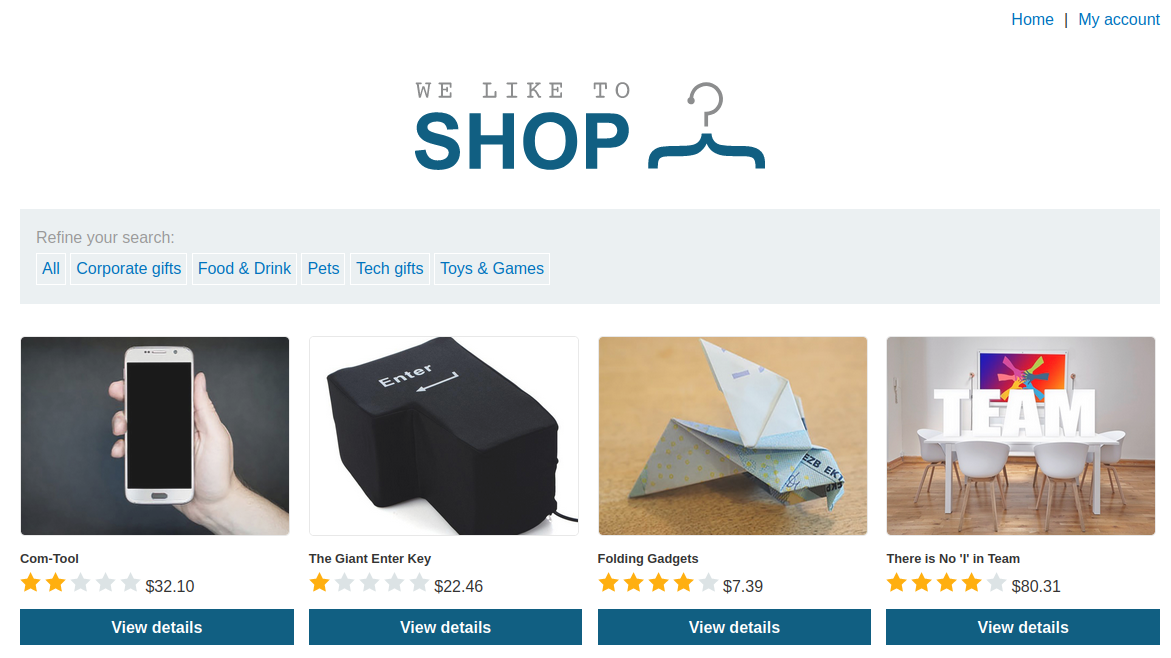 Home | My account
WE LIKE TO
SHOP
Refine your search:
All Corporate gifts Food & Drink Pets Tech gifts Toys & Games
Enter
EZB EKT
TEAM
Com-Tool The Giant Enter Key Folding Gadgets There is No 'I' in Team
$32.10 $22.46 $7.39 $80.31
View details View details View details View details